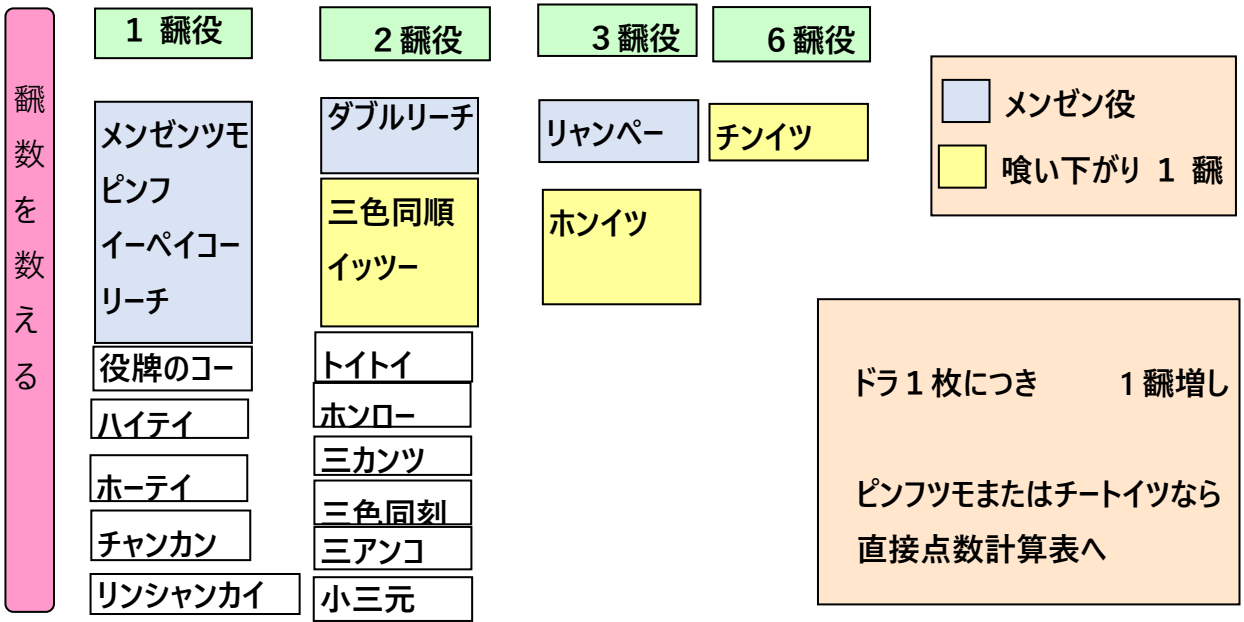 翻数を数える
1 翻役
メンゼンツモ
ピンフ
イーペイコー
リーチ
役牌のコー
ハイテイ
ホーテイ
チャンカン
リンシャンカイ
2翻役
ダブルリーチ
三色同順
イッツー
トイトイ
ホンロー
三カンツ
三色同刻
三アンコ
小三元
3翻役
リャンペー
ホンイツ
6翻役
チンイツ
メンゼン役
喰い下がり 1 翻
ドラ1枚につき 1翻増し
ピンフツモまたはチートイツなら
直接点数計算表へ